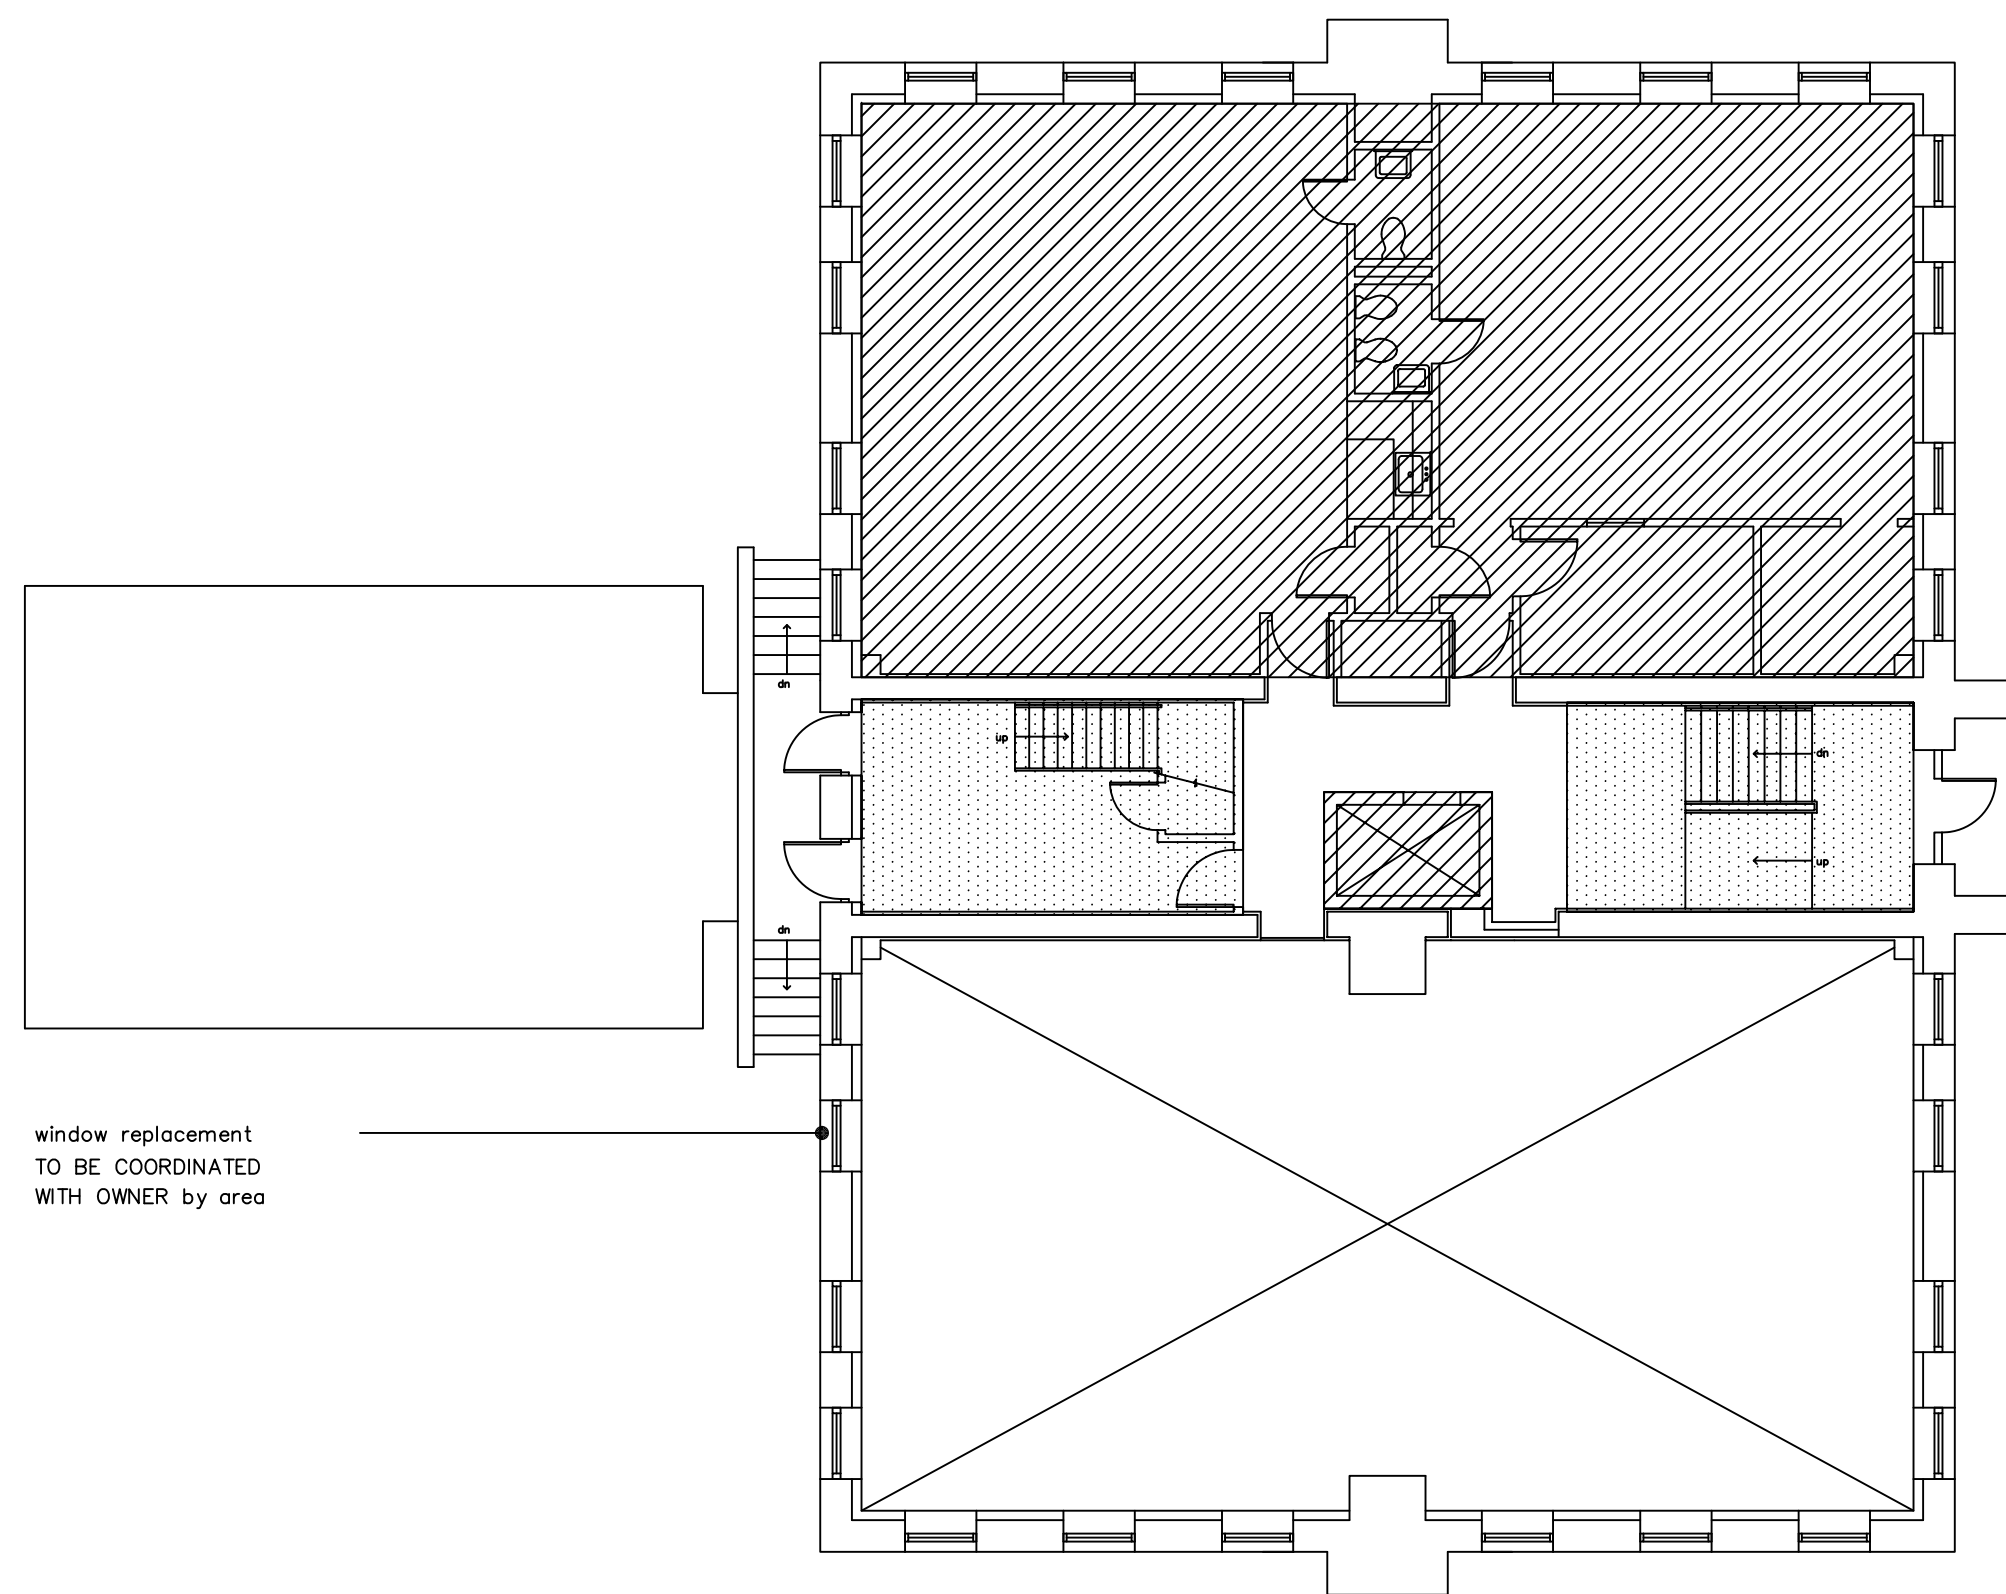 dn
up
dn
up
dn
window replacement
TO BE COORDINATED
WITH OWNER by area